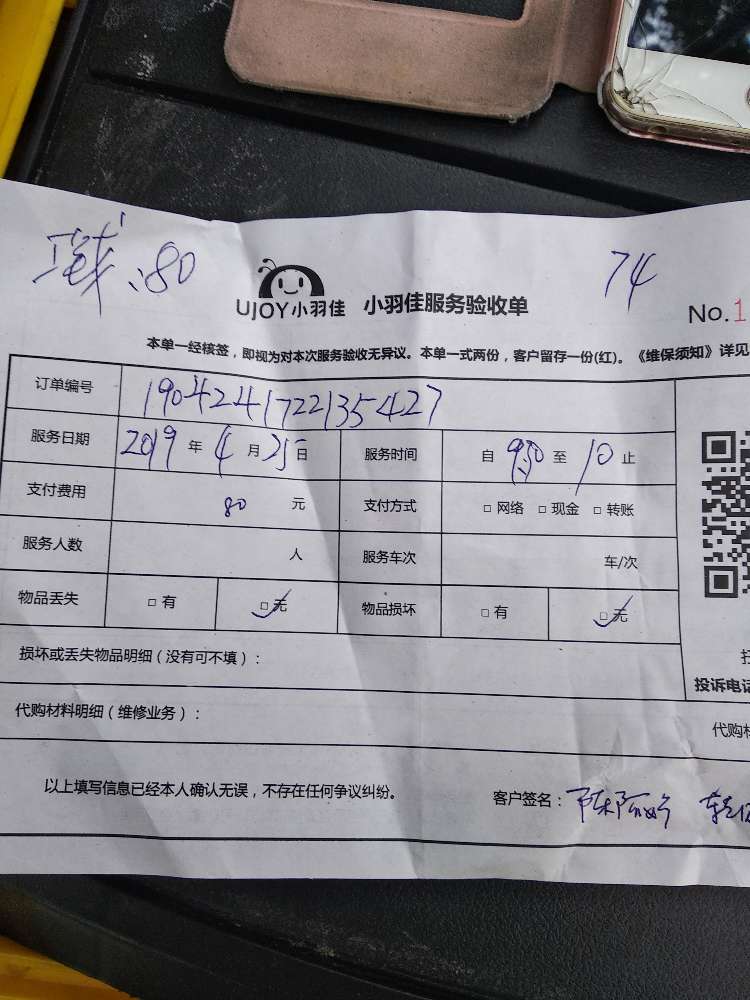 工钱:80
74
UJOY小羽佳 小羽佳服务验收单
No.1
本单一经核签，即视为对本次服务验收无异议。本单一式两份，客户留存一份(红)。《维保须知》详见
订单编号 190424172213542​7
服务日期 2019 年 4 月 25 日 服务时间 自 9:50 至 10 止
支付费用 80 元 支付方式 □ 网络 □ 现金 □ 转账
服务人数 人 服务车次 车/次
物品丢失 □ 有 □ 无 物品损坏 □ 有 □ 无
损坏或丢失物品明细（没有可不填）：
投诉电话
代购材料明细（维修业务）：
代购材
以上填写信息已经本人确认无误，不存在任何争议纠纷。 客户签名：